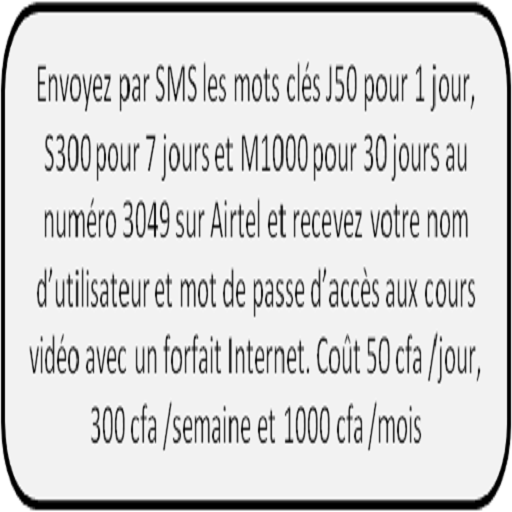 Envoyez par SMS les mots clés J50 pour 1 jour,
S300 pour 7 jours et M1000 pour 30 jours au
numéro 3049 sur Airtel et recevez votre nom
d’utilisateur et mot de passe d’accès aux cours
vidéo avec un forfait Internet. Coût 50 cfa /jour,
300 cfa /semaine et 1000 cfa /mois